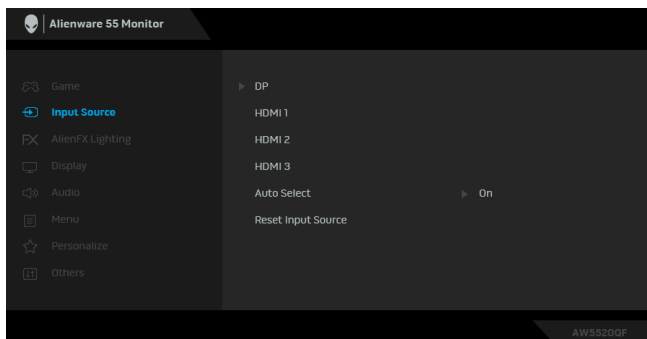 Alienware 55 Monitor
Game
DP
Input Source
HDMI 1
FX AlienFX Lighting
HDMI 2
Display
HDMI 3
Audio
Auto Select On
Menu
Reset Input Source
Personalize
Others
AW5520QF